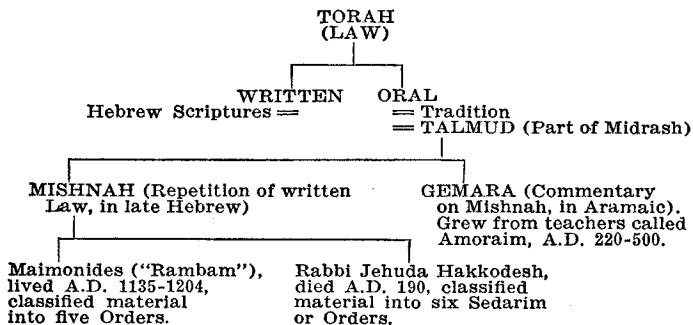 TORAH
(LAW)
WRITTEN ORAL
Hebrew Scriptures = = Tradition
= TALMUD (Part of Midrash)
MISHNAH (Repetition of written
Law, in late Hebrew)
GEMARA (Commentary
on Mishnah, in Aramaic).
Grew from teachers called
Amoraim, A.D. 220-500.
Maimonides ("Rambam"),
lived A.D. 1135-1204,
classified material
into five Orders.
Rabbi Jehuda Hakkodesh,
died A.D. 190, classified
material into six Sedarim
or Orders.